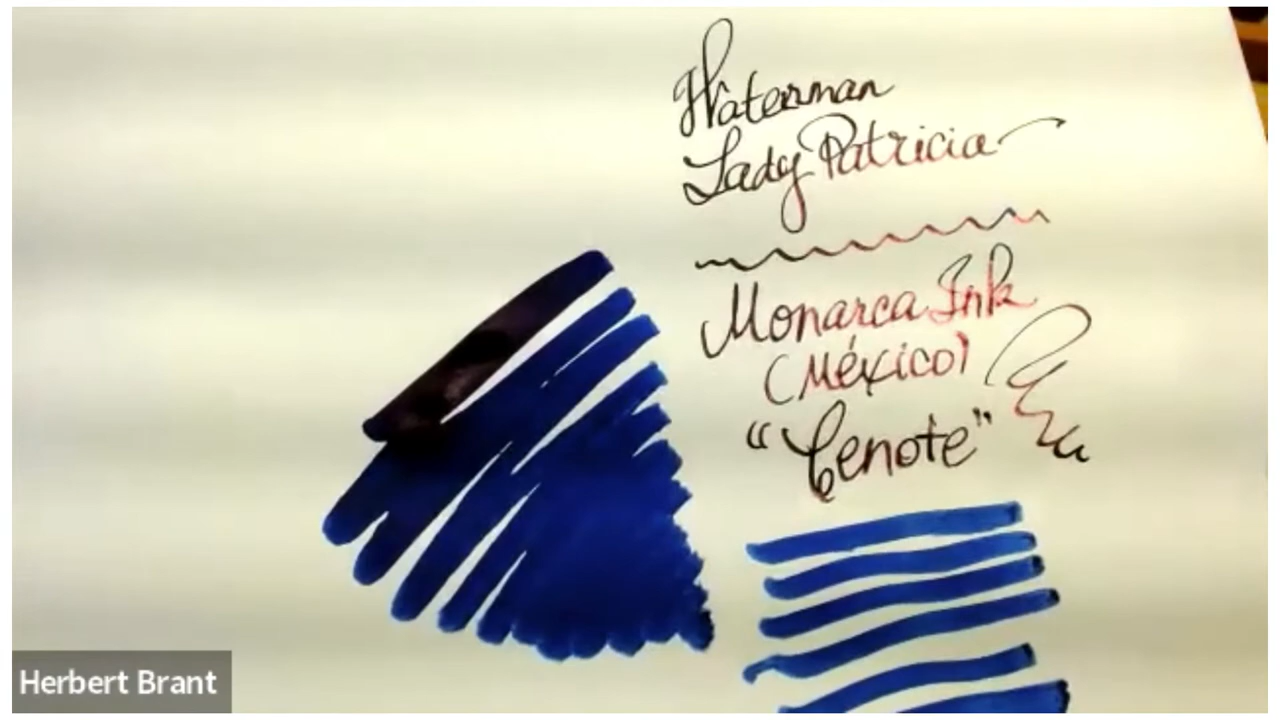 Waterman
Lady Patricia
Monarca Ink
(México)
"Cenote"
Herbert Brant